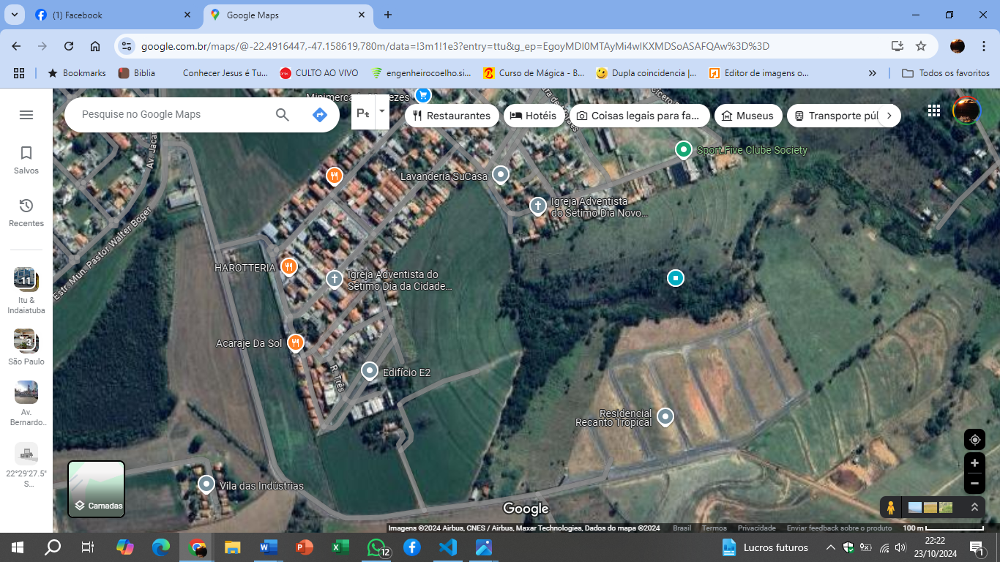 (1) Facebook
Google Maps
google.com.br/maps/@-22.4916447,-47.158619,780m/data=!3m1!1e3?entry=ttu&g_ep=EgoyMDI0MTAyMi4wIKXMDSoASAFQAw%3D%3D
Bookmarks
Biblia
Conhecer Jesus é Tu...
CULTO AO VIVO
engenheirocoelho.si...
Curso de Mágica - B...
Dupla coincidencia |...
Editor de imagens o...
Todos os favoritos
Pesquise no Google Maps
Restaurantes
Hotéis
Coisas legais para fa...
Museus
Transporte púl
Salvos
Recentes
11
Itu &
Indaiatuba
3
São Paulo
Av.
Bernardo..
22°29'27.5"
S...
Av. Jacar
Estr. Mun. Pastor Walter Boger
Cicero
Sport Five Clube Society
Lavanderia SuCasa
Igreja Adventista
do Sétimo Dia Novo...
HAROTTERIA
Igreja Adventista do
Sétimo Dia da Cidade...
Acaraje Da Sol
R. Três
Edifício E2
Residencial
Recanto Tropical
Vila das Indústrias
Camadas
Google
Imagens ©2024 Airbus, CNES / Airbus, Maxar Technologies, Dados do mapa ©2024
Brasil
Termos
Privacidade
Enviar feedback sobre o produto
100 m
12
Lucros futuros
22:22
23/10/2024
1